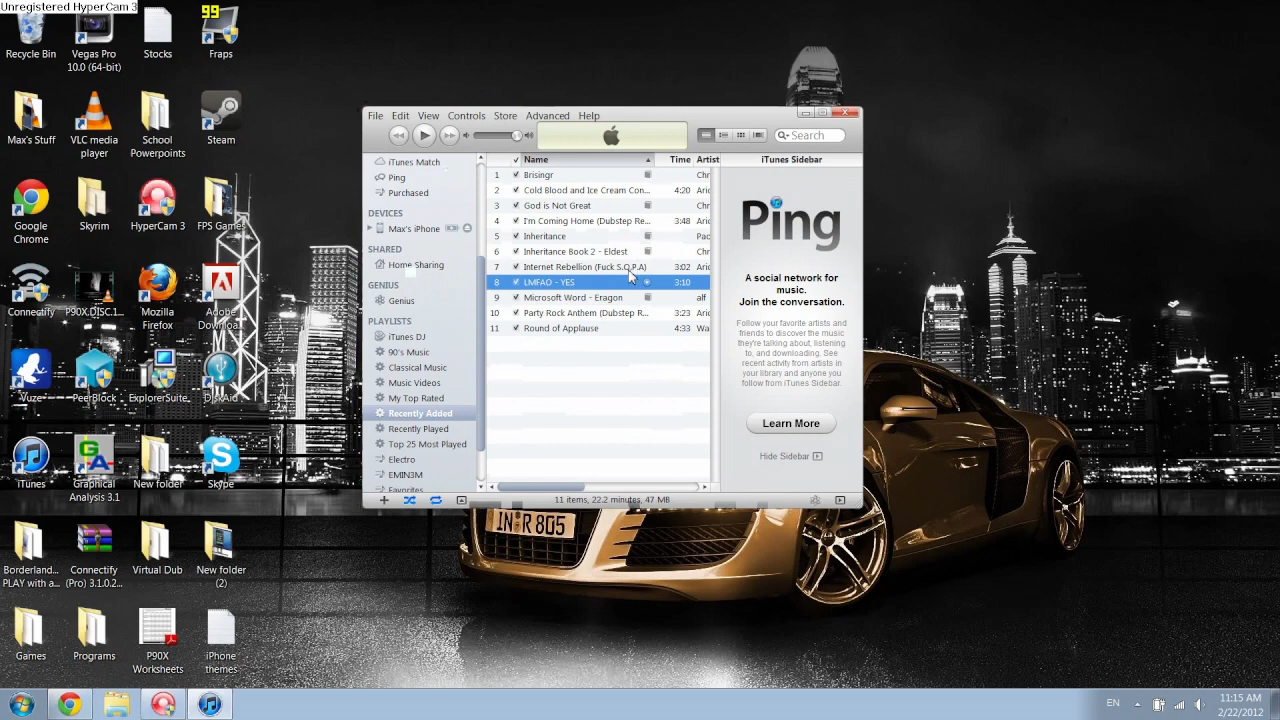 Unregistered HyperCam 3
99
Recycle Bin
Vegas Pro 10.0 (64-bit)
Stocks
Fraps
Max's Stuff
VLC media player
School Powerpoints
Steam
Google Chrome
Skyrim
HyperCam 3
FPS Games
Connectify
P90X.DISC.1...
Mozilla Firefox
Adobe Downloa...
Vuze
PeerBlock
ExplorerSuite
DiskAid
iTunes
Graphical Analysis 3.1
New folder
Skype
Borderland... PLAY with a...
Connectify (Pro) 3.1.0.2...
Virtual Dub
New folder (2)
Games
Programs
P90X Worksheets
iPhone themes
File Edit View Controls Store Advanced Help
Search
iTunes Match
Ping
Purchased
DEVICES
Max's iPhone
SHARED
Home Sharing
GENIUS
Genius
PLAYLISTS
iTunes DJ
90's Music
Classical Music
Music Videos
My Top Rated
Recently Added
Recently Played
Top 25 Most Played
Electro
EMIN3M
Favorites
Name Time Artist
1 Brisingr Chr
2 Cold Blood and Ice Cream Con... 4:20 Aric
3 God is Not Great Chr
4 I'm Coming Home (Dubstep Re... 3:48 Aric
5 Inheritance Pac
6 Inheritance Book 2 - Eldest Chr
7 Internet Rebellion (Fuck S.O.P.A) 3:02 Aric
8 LMFAO - YES 3:10
9 Microsoft Word - Eragon alf
10 Party Rock Anthem (Dubstep R... 3:23 Aric
11 Round of Applause 4:33 Wa
11 items, 22.2 minutes, 47 MB
iTunes Sidebar
Ping
A social network for
music.
Join the conversation.
Follow your favorite artists and
friends to discover the music
they're talking about, listening
to, and downloading. See
recent activity from artists in
your library and anyone you
follow from iTunes Sidebar.
Learn More
Hide Sidebar
IN R 805
EN
11:15 AM
2/22/2012